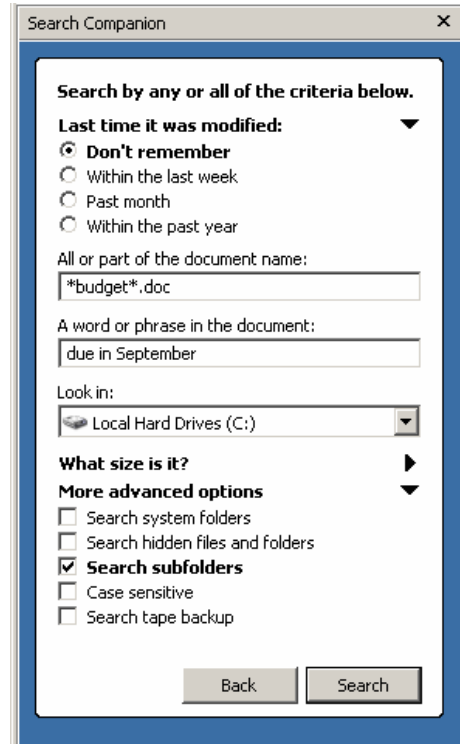 Search Companion
Search by any or all of the criteria below.
Last time it was modified:
Don't remember
Within the last week
Past month
Within the past year
All or part of the document name:
*budget*.doc
A word or phrase in the document:
due in September
Look in:
Local Hard Drives (C:)
What size is it?
More advanced options
Search system folders
Search hidden files and folders
Search subfolders
Case sensitive
Search tape backup
Back Search